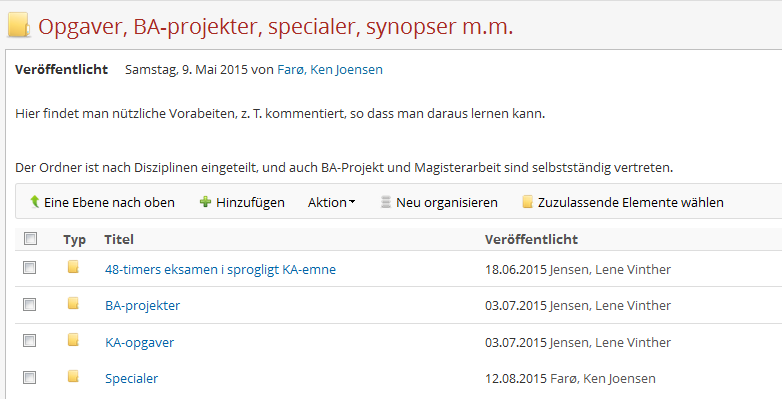 Opgaver, BA-projekter, specialer, synopser m.m.
Veröffentlicht Samstag, 9. Mai 2015 von Farø, Ken Joensen
Hier findet man nützliche Vorabeiten, z. T. kommentiert, so dass man daraus lernen kann.
Der Ordner ist nach Disziplinen eingeteilt, und auch BA-Projekt und Magisterarbeit sind selbstständig vertreten.
Eine Ebene nach oben Hinzufügen Aktion Neu organisieren Zuzulassende Elemente wählen
Typ Titel Veröffentlicht
48-timers eksamen i sprogligt KA-emne 18.06.2015 Jensen, Lene Vinther
BA-projekter 03.07.2015 Jensen, Lene Vinther
KA-opgaver 03.07.2015 Jensen, Lene Vinther
Specialer 12.08.2015 Farø, Ken Joensen